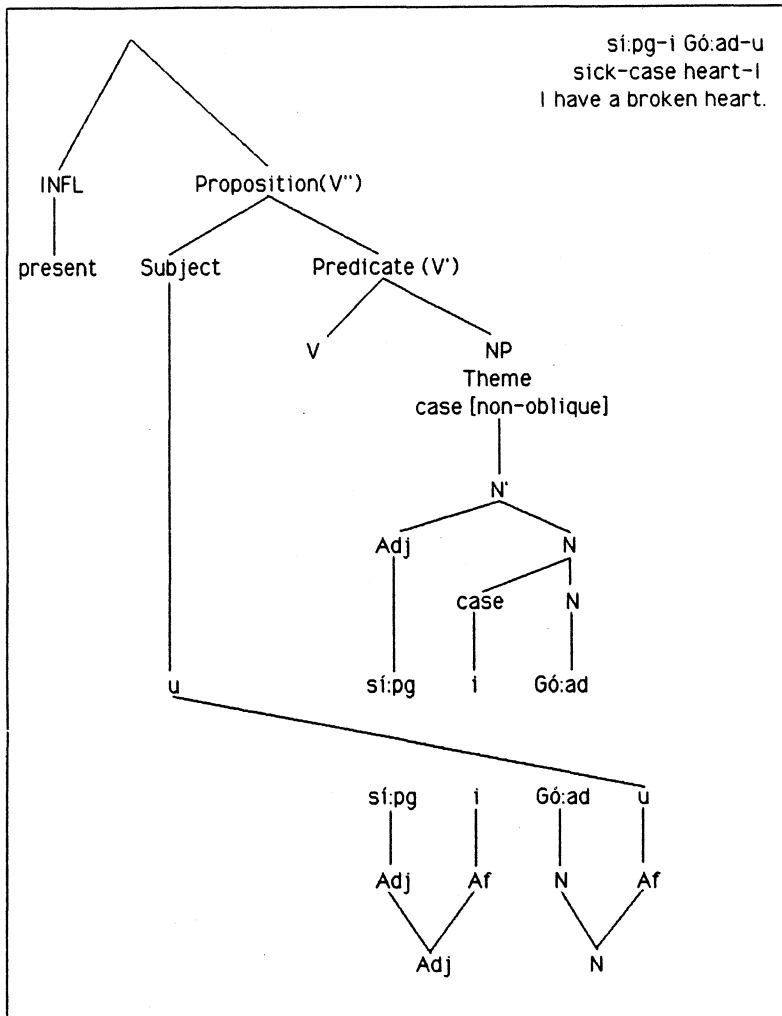 sí:pg-i Gó:ad-u
sick-case heart-I
I have a broken heart.
INFL Proposition(V'')
present Subject Predicate (V')
V NP
Theme
case [non-oblique]
N'
Adj N
case N
u sí:pg i Gó:ad
sí:pg i Gó:ad u
Adj Af N Af
Adj N